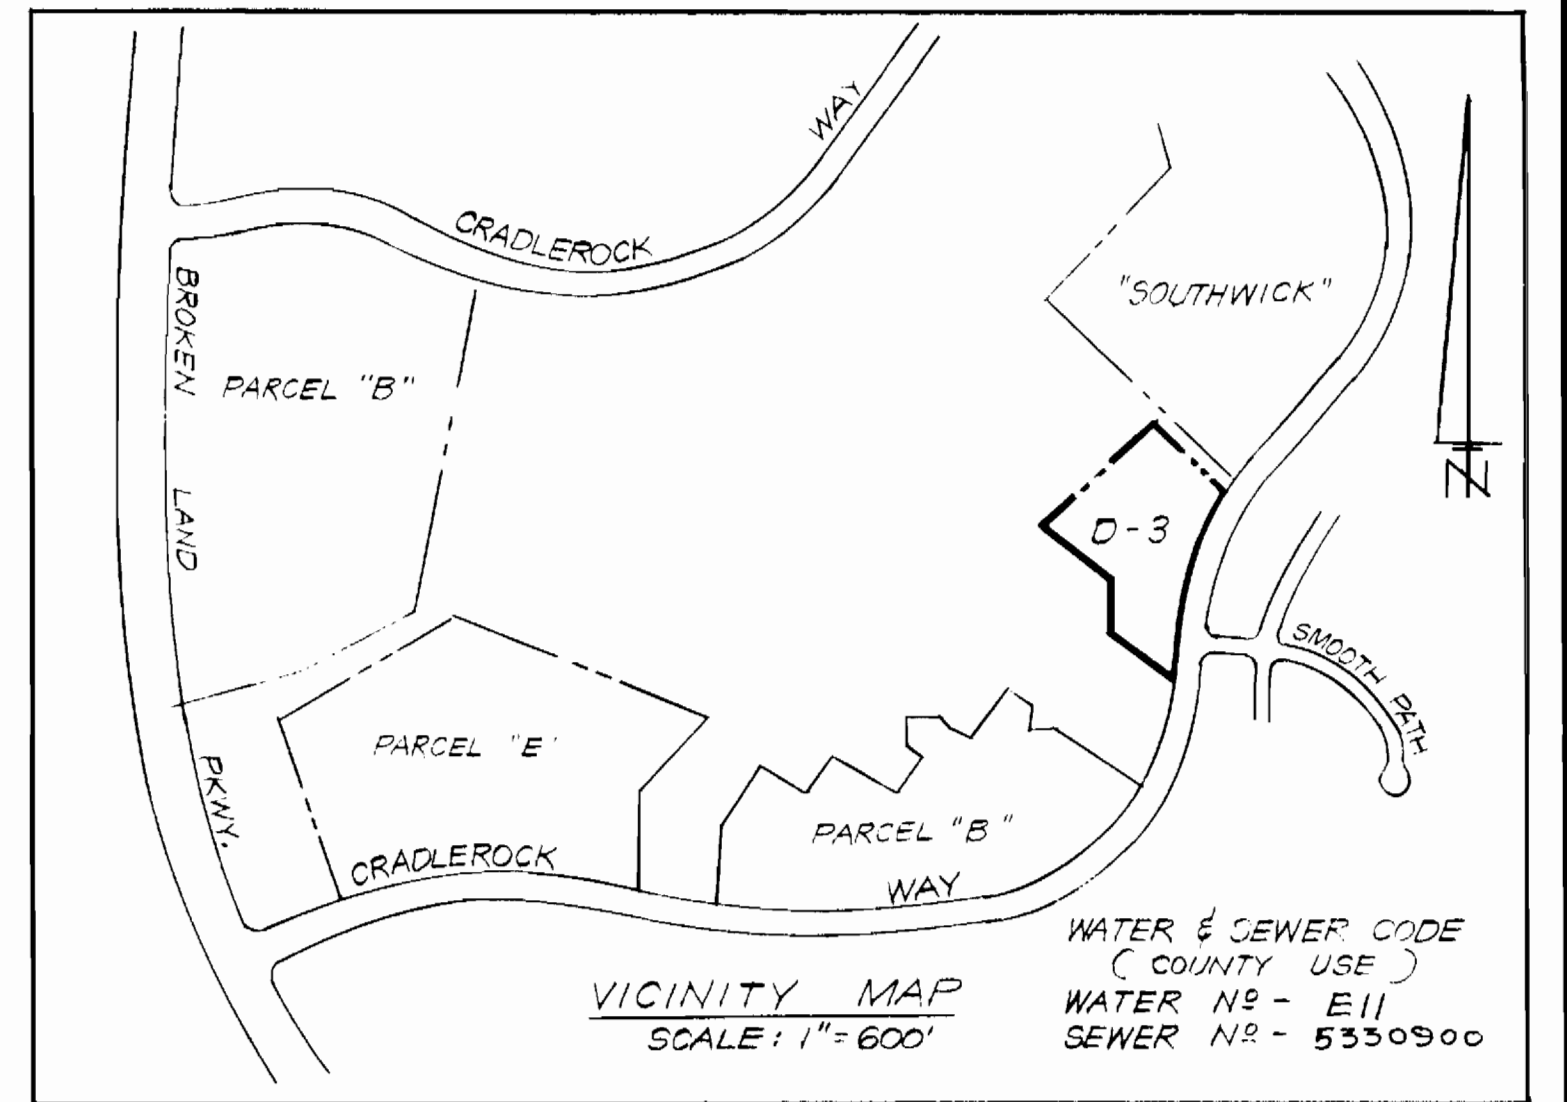 WAY
CRADLEROCK
"SOUTHWICK"
BROKEN
LAND
PKWY.
PARCEL "B"
D-3
N
SMOOTH PATH
PARCEL "E"
PARCEL "B"
CRADLEROCK
WAY
VICINITY MAP
SCALE: 1"=600'
WATER & SEWER CODE
( COUNTY USE )
WATER Nº - E11
SEWER Nº - 5330900